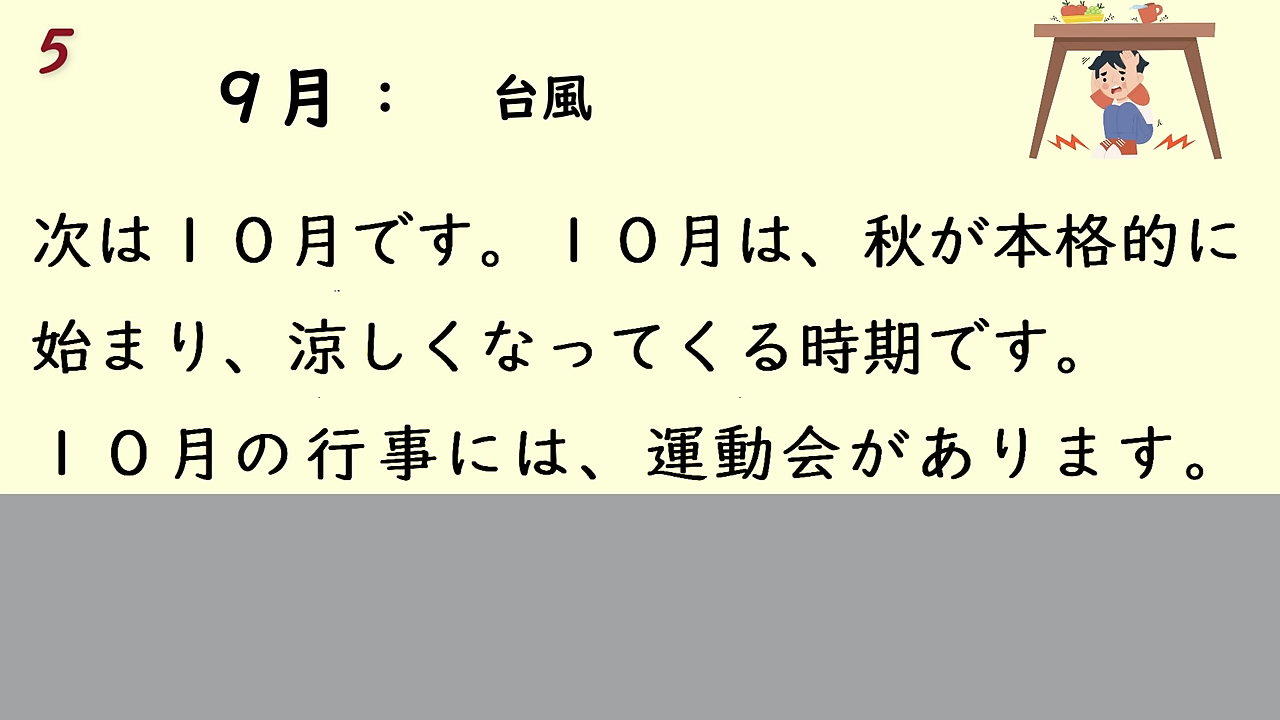 5
9月： 台風
次は１０月です。１０月は、秋が本格的に
始まり、涼しくなってくる時期です。
１０月の行事には、運動会があります。